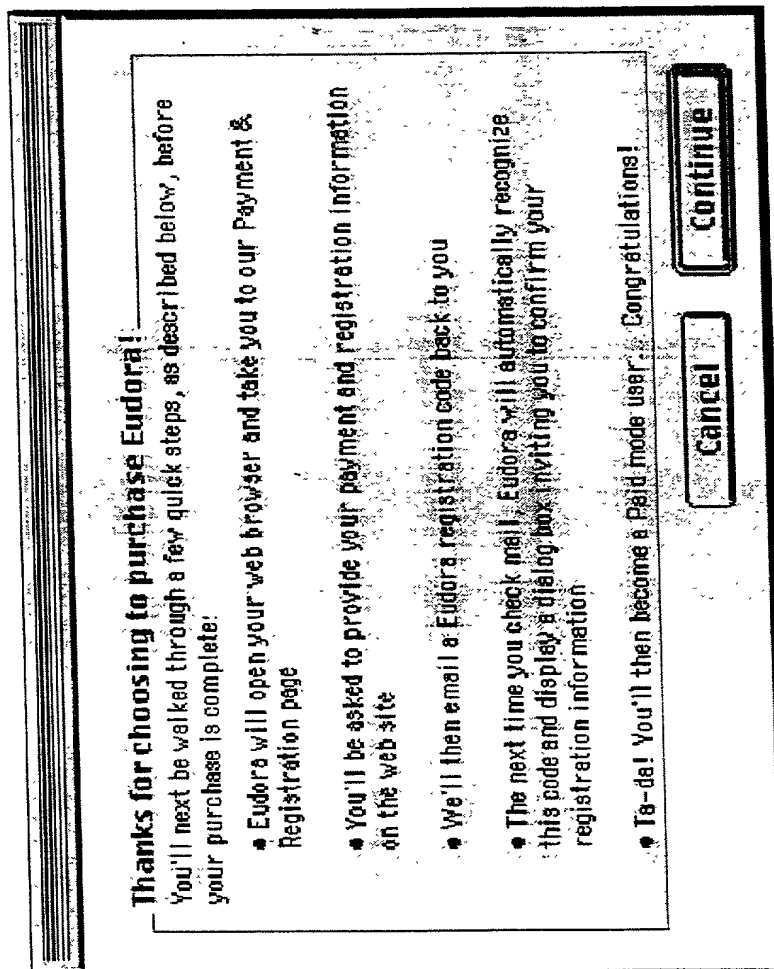 Thanks for choosing to purchase Eudora!
You'll next be walked through a few quick steps, as described below, before
your purchase is complete:
• Eudora will open your web browser and take you to our Payment &
Registration page
• You'll be asked to provide your payment and registration information
on the web site
• We'll then email a Eudora registration code back to you
• The next time you check mail, Eudora will automatically recognize
this code and display a dialog box inviting you to confirm your
registration information
• Ta-da! You'll then become a Paid mode user... Congratulations!
Cancel
Continue